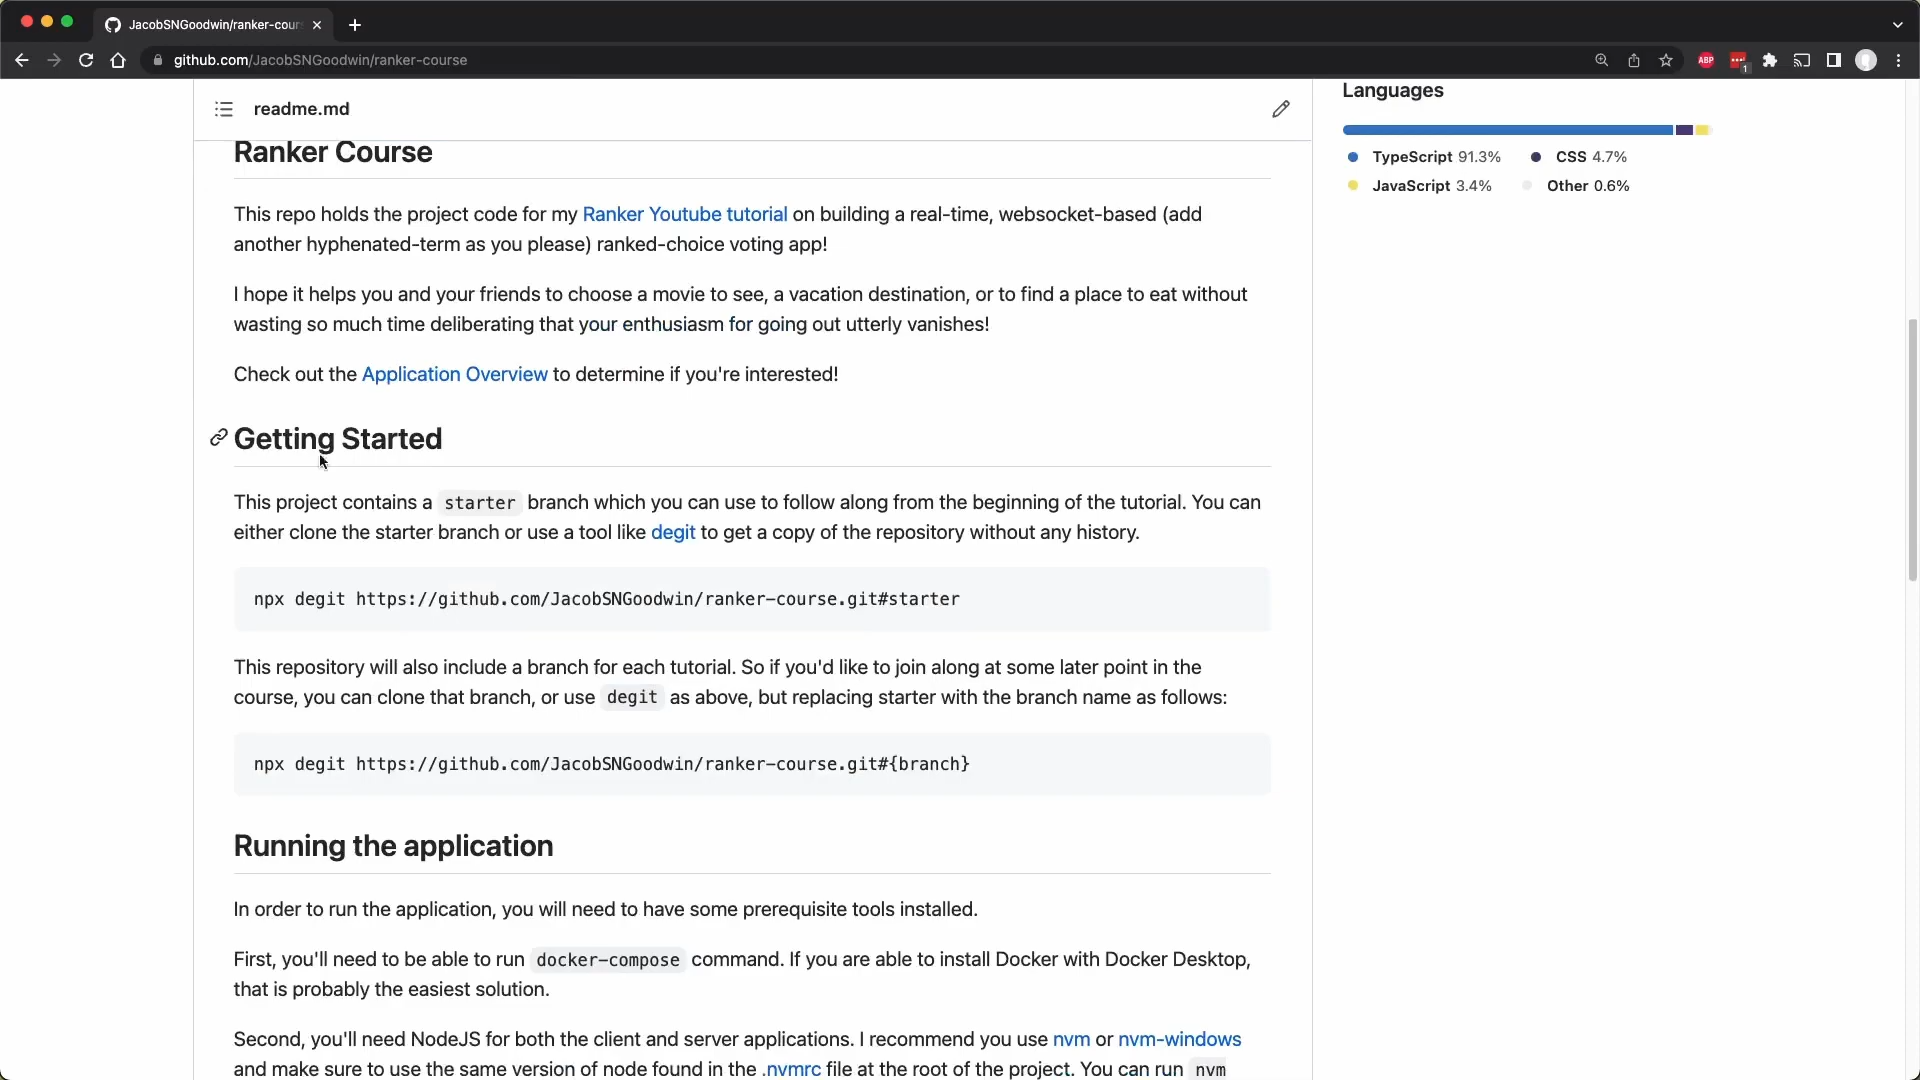 JacobSNGoodwin/ranker-cour
github.com/JacobSNGoodwin/ranker-course
ABP
1
readme.md
Languages
TypeScript 91.3%
CSS 4.7%
JavaScript 3.4%
Other 0.6%
Ranker Course
This repo holds the project code for my Ranker Youtube tutorial on building a real-time, websocket-based (add
another hyphenated-term as you please) ranked-choice voting app!
I hope it helps you and your friends to choose a movie to see, a vacation destination, or to find a place to eat without
wasting so much time deliberating that your enthusiasm for going out utterly vanishes!
Check out the Application Overview to determine if you're interested!
Getting Started
This project contains a starter branch which you can use to follow along from the beginning of the tutorial. You can
either clone the starter branch or use a tool like degit to get a copy of the repository without any history.
npx degit https://github.com/JacobSNGoodwin/ranker-course.git#starter
This repository will also include a branch for each tutorial. So if you'd like to join along at some later point in the
course, you can clone that branch, or use degit as above, but replacing starter with the branch name as follows:
npx degit https://github.com/JacobSNGoodwin/ranker-course.git#{branch}
Running the application
In order to run the application, you will need to have some prerequisite tools installed.
First, you'll need to be able to run docker-compose command. If you are able to install Docker with Docker Desktop,
that is probably the easiest solution.
Second, you'll need NodeJS for both the client and server applications. I recommend you use nvm or nvm-windows
and make sure to use the same version of node found in the .nvmrc file at the root of the project. You can run nvm